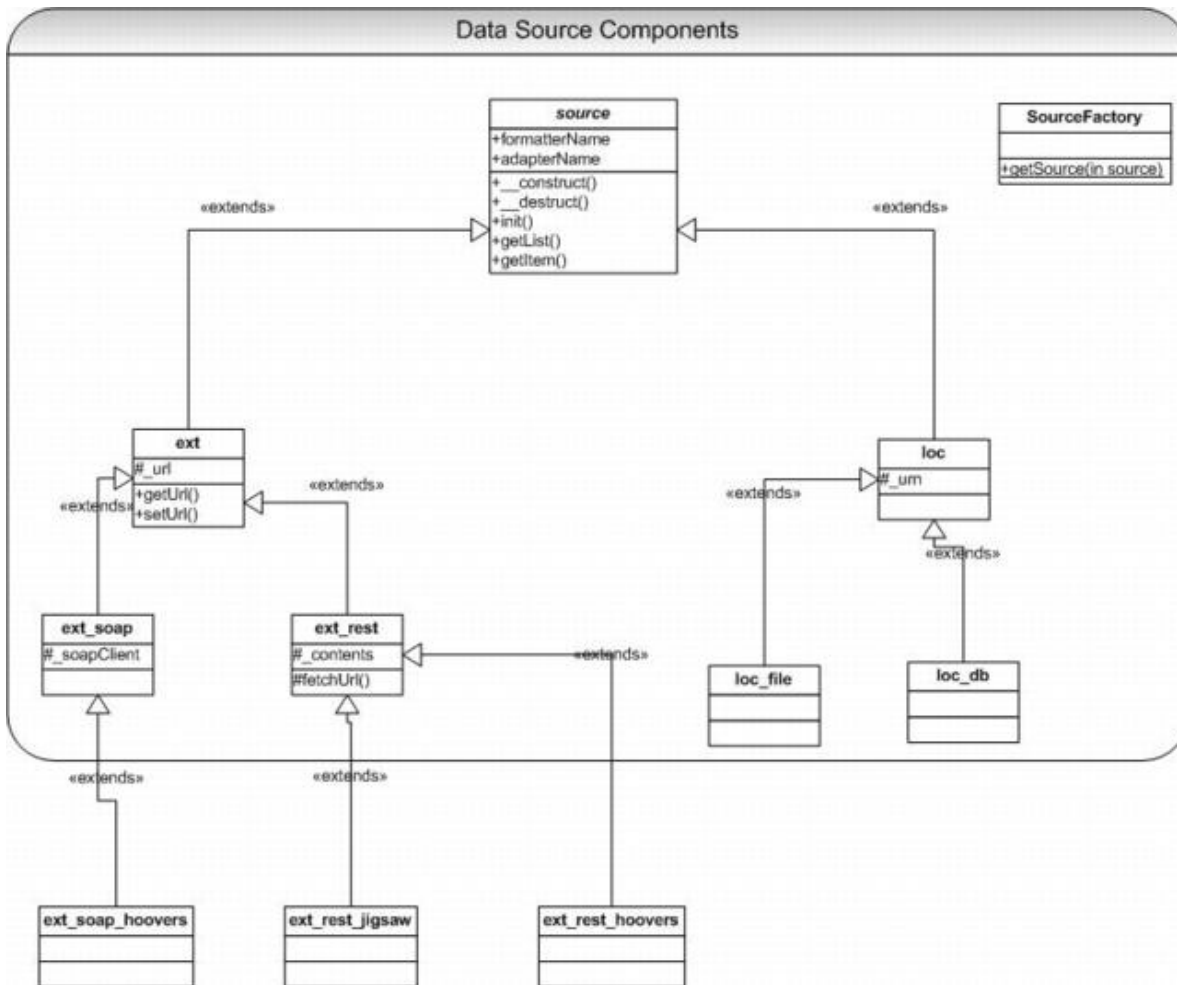 Data Source Components
source
+formatterName
+adapterName
+__construct()
+__destruct()
+init()
+getList()
+getItem()
SourceFactory
+getSource(in source)
«extends»
«extends»
ext
#_url
+getUrl()
+setUrl()
loc
#_urn
«extends»
«extends»
«extends»
«extends»
ext_soap
#_soapClient
ext_rest
#_contents
#fetchUrl()
«extends»
loc_file
loc_db
«extends»
«extends»
ext_soap_hoovers
ext_rest_jigsaw
ext_rest_hoovers